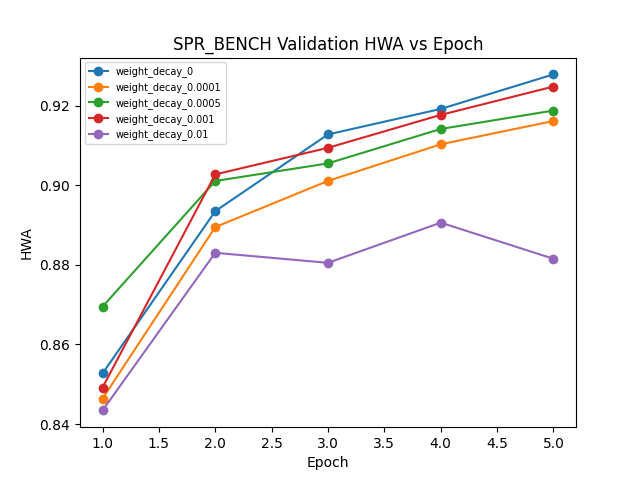 SPR_BENCH Validation HWA vs Epoch
weight_decay_0
weight_decay_0.0001
weight_decay_0.0005
weight_decay_0.001
weight_decay_0.01
HWA
0.92
0.90
0.88
0.86
0.84
1.0 1.5 2.0 2.5 3.0 3.5 4.0 4.5 5.0
Epoch